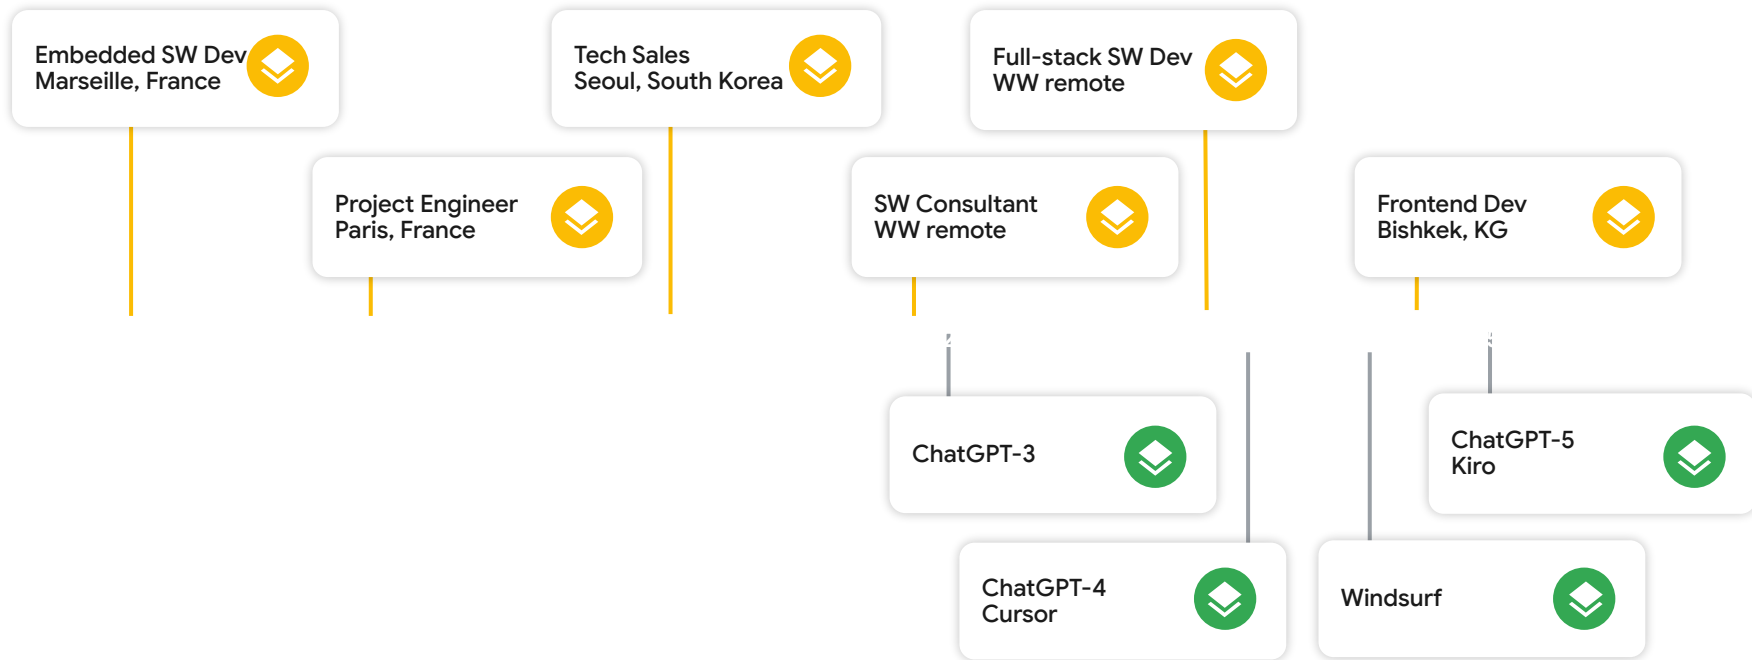 Embedded SW Dev
Marseille, France
Tech Sales
Seoul, South Korea
Full-stack SW Dev
WW remote
Project Engineer
Paris, France
SW Consultant
WW remote
Frontend Dev
Bishkek, KG
ChatGPT-3
ChatGPT-5
Kiro
ChatGPT-4
Cursor
Windsurf